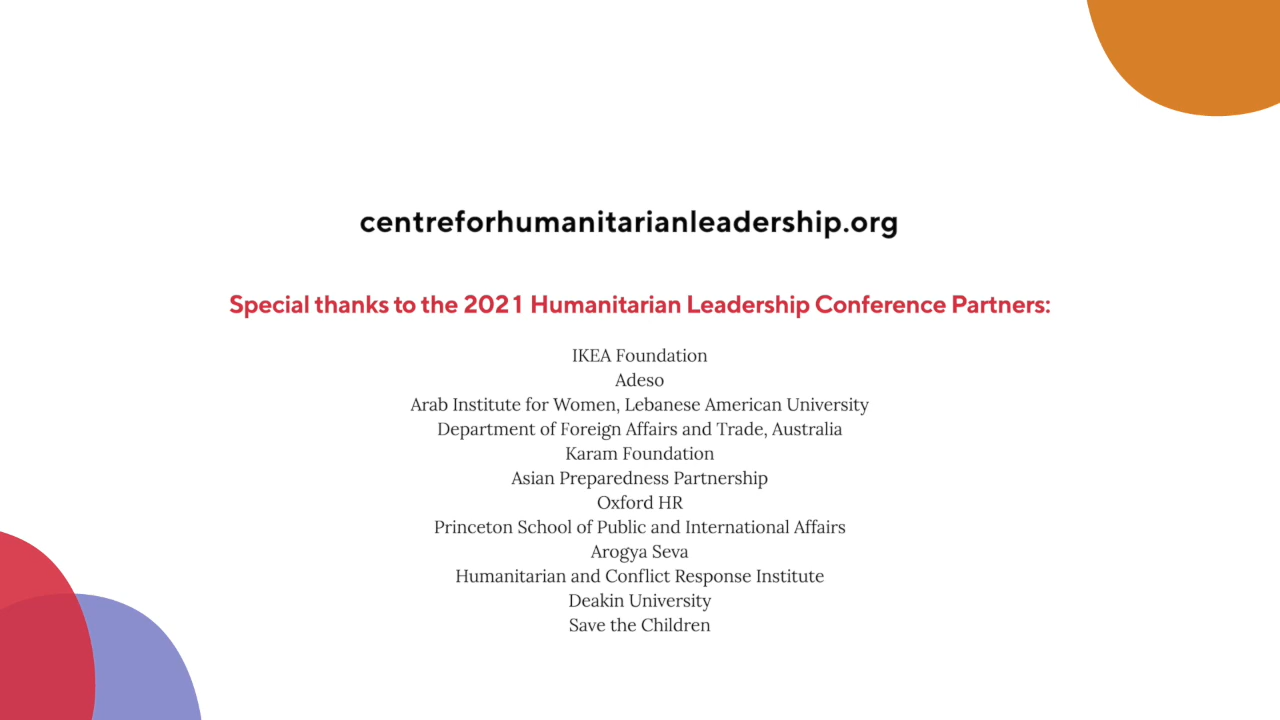 centreforhumanitarianleadership.org
Special thanks to the 2021 Humanitarian Leadership Conference Partners:
IKEA Foundation
Adeso
Arab Institute for Women, Lebanese American University
Department of Foreign Affairs and Trade, Australia
Karam Foundation
Asian Preparedness Partnership
Oxford HR
Princeton School of Public and International Affairs
Arogya Seva
Humanitarian and Conflict Response Institute
Deakin University
Save the Children